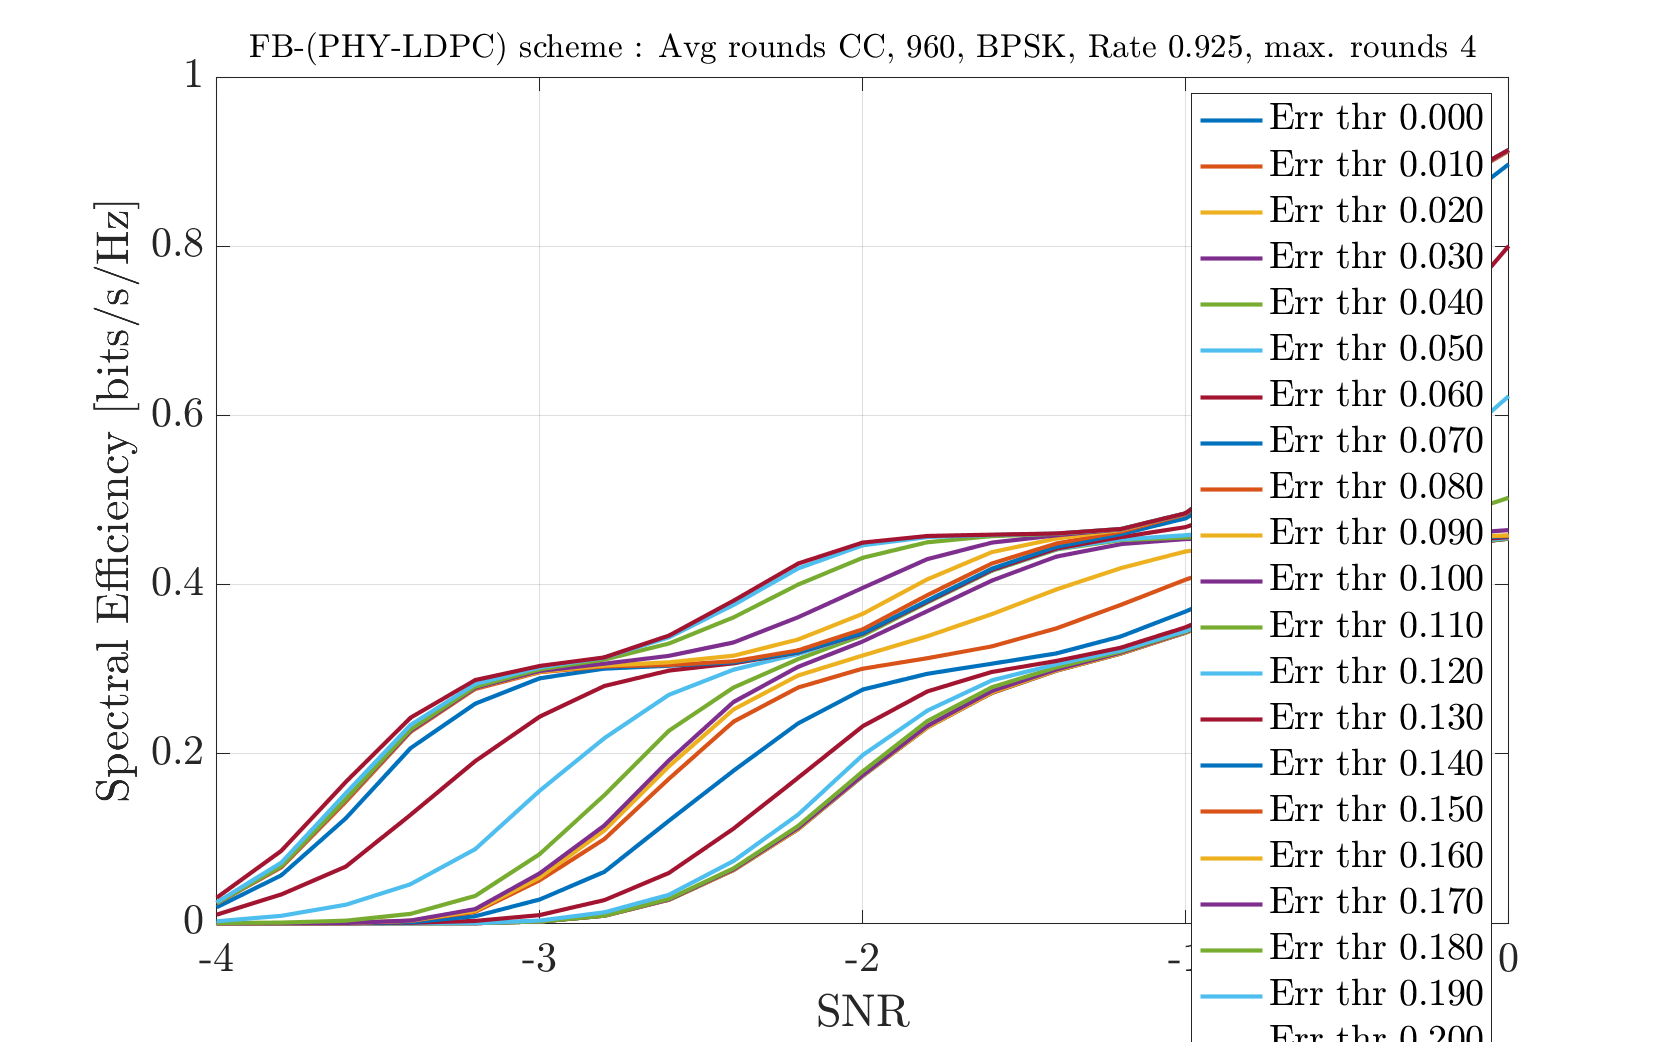 FB-(PHY-LDPC) scheme : Avg rounds CC, 960, BPSK, Rate 0.925, max. rounds 4
Spectral Efficiency [bits/s/Hz]
1
0.8
0.6
0.4
0.2
0
-4
-3
-2
-1
0
SNR
Err thr 0.000
Err thr 0.010
Err thr 0.020
Err thr 0.030
Err thr 0.040
Err thr 0.050
Err thr 0.060
Err thr 0.070
Err thr 0.080
Err thr 0.090
Err thr 0.100
Err thr 0.110
Err thr 0.120
Err thr 0.130
Err thr 0.140
Err thr 0.150
Err thr 0.160
Err thr 0.170
Err thr 0.180
Err thr 0.190
Err thr 0.200